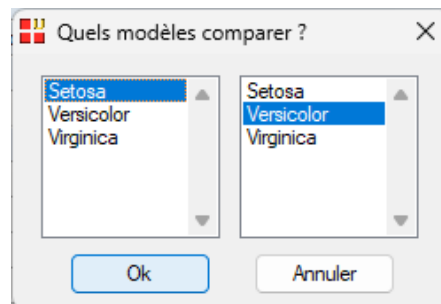 Quels modèles comparer ?
Setosa
Versicolor
Virginica
Setosa
Versicolor
Virginica
Ok
Annuler